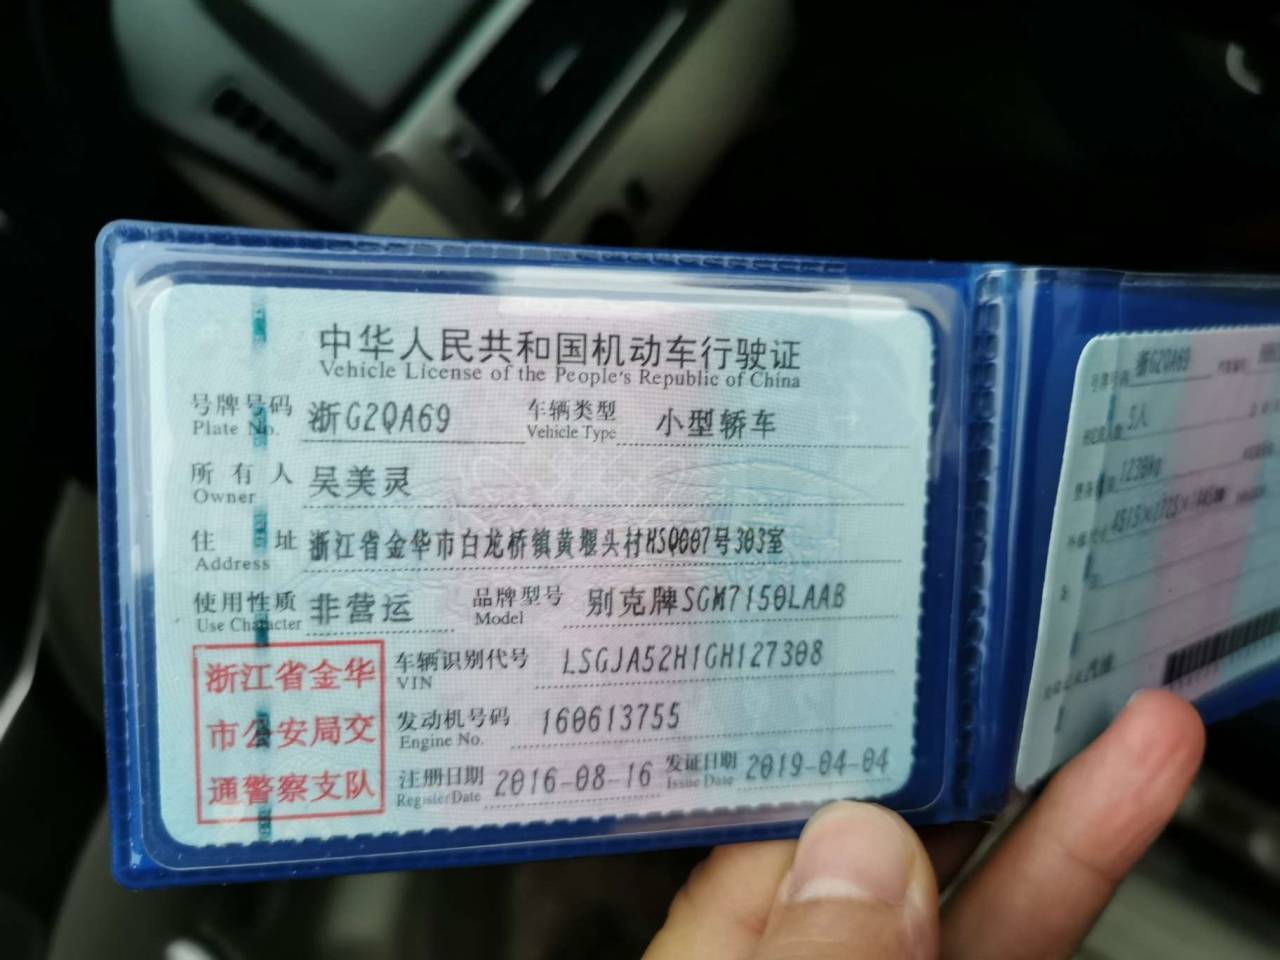 中华人民共和国机动车行驶证
Vehicle License of the People's Republic of China
号牌号码 浙G2QA69 车辆类型 小型轿车
Plate No. Vehicle Type
所有人 吴美灵
Owner
住址 浙江省金华市白龙桥镇黄堰头村HSQ007号303室
Address
使用性质 非营运 品牌型号 别克牌SGM7150LAAB
Use Character Model
浙江省金华
市公安局交
通警察支队
车辆识别代号 LSGJA52H1GH127308
VIN
发动机号码 160613755
Engine No.
注册日期 2016-08-16 发证日期 2019-04-04
Register Date Issue Date
浙G2QA69
5人
1230kg